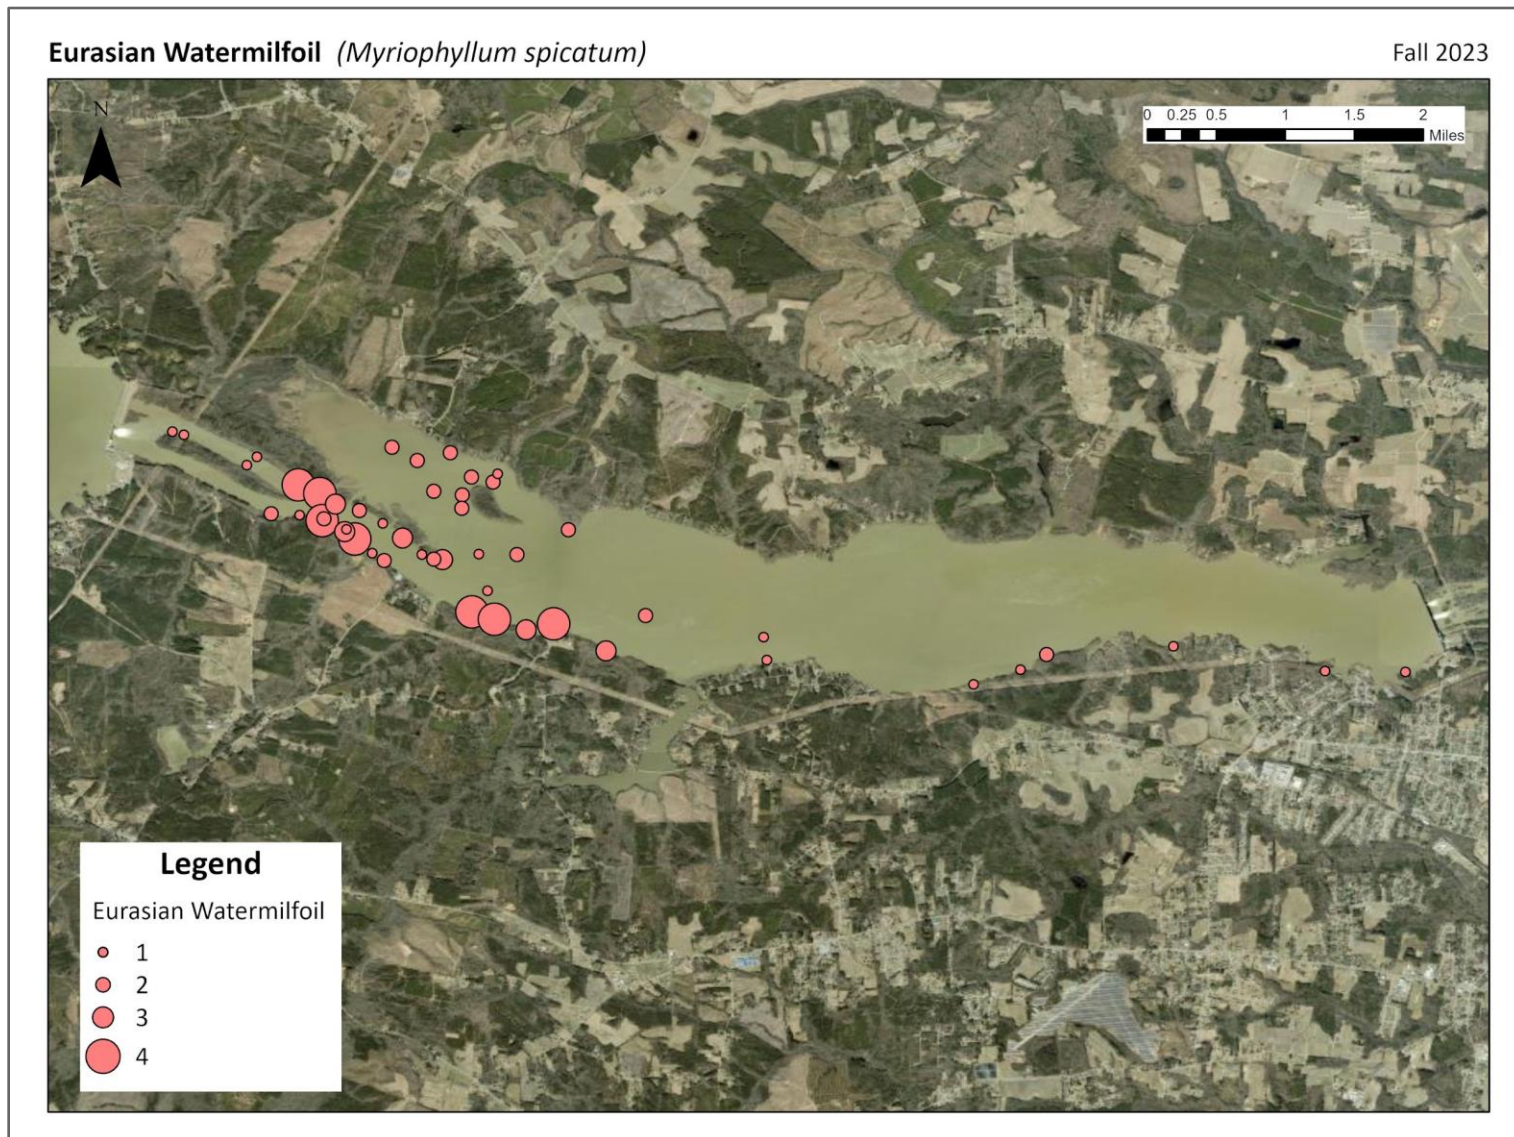 Eurasian Watermilfoil (Myriophyllum spicatum)
Fall 2023
N
0 0.25 0.5 1 1.5 2
Miles
Legend
Eurasian Watermilfoil
1
2
3
4